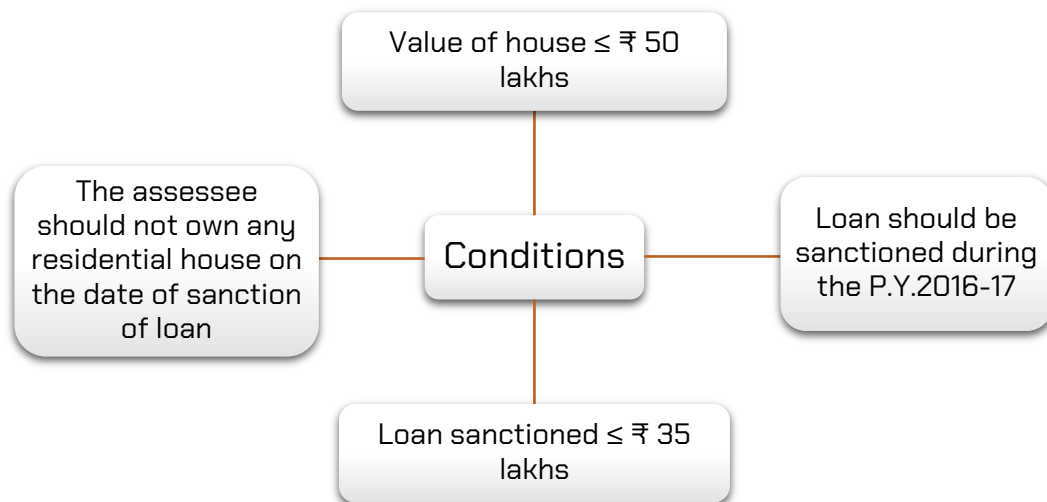 Value of house ≤ ₹ 50
lakhs
The assessee
should not own any
residential house on
the date of sanction
of loan
Conditions
Loan should be
sanctioned during
the P.Y.2016-17
Loan sanctioned ≤ ₹ 35
lakhs